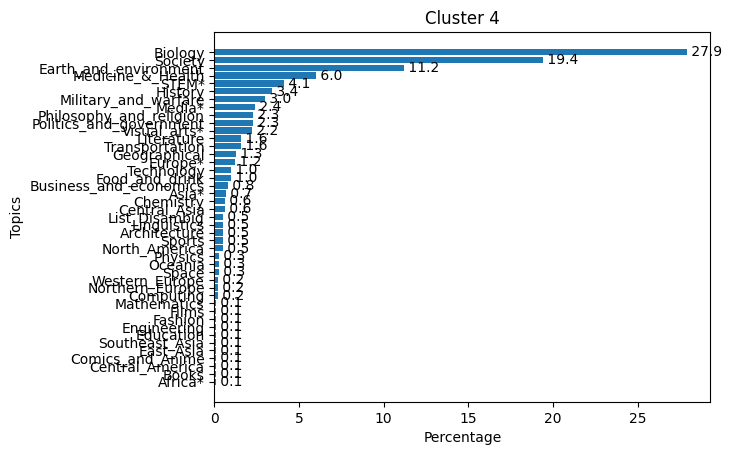 Cluster 4
Biology 27.9
Society 19.4
Earth_and_environment 11.2
Medicine_&_Health 6.0
STEM* 4.1
History 3.4
Military_and_warfare 3.0
Media* 2.4
Philosophy_and_religion 2.3
Politics_and_government 2.3
Visual_arts* 2.2
Literature 1.6
Transportation 1.6
Geographical 1.3
Europe* 1.2
Technology 1.0
Food_and_drink 1.0
Business_and_economics 0.8
Asia* 0.7
Chemistry 0.6
Central_Asia 0.6
List_Disambig 0.5
Linguistics 0.5
Architecture 0.5
Sports 0.5
North_America 0.5
Physics 0.3
Oceania 0.3
Space 0.3
Western_Europe 0.2
Northern_Europe 0.2
Computing 0.2
Mathematics 0.1
Films 0.1
Fashion 0.1
Engineering 0.1
Education 0.1
Southeast_Asia 0.1
East_Asia 0.1
Comics_and_Anime 0.1
Central_America 0.1
Books 0.1
Africa* 0.1
Topics
0 5 10 15 20 25
Percentage